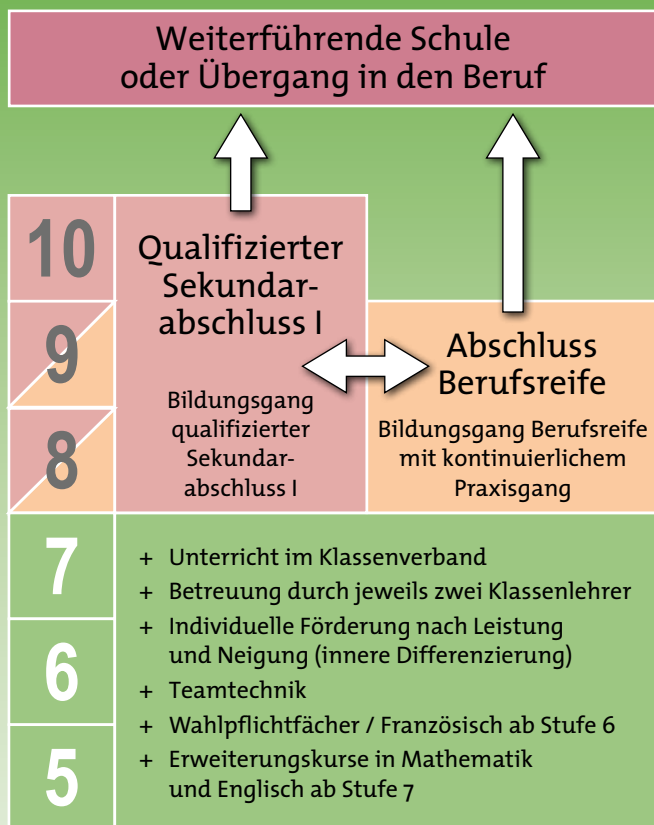 Weiterführende Schule
oder Übergang in den Beruf
10
9
8
Qualifizierter
Sekundar-
abschluss I
Bildungsgang
qualifizierter
Sekundar-
abschluss I
Abschluss
Berufsreife
Bildungsgang Berufsreife
mit kontinuierlichem
Praxisgang
7
6
5
+ Unterricht im Klassenverband
+ Betreuung durch jeweils zwei Klassenlehrer
+ Individuelle Förderung nach Leistung
und Neigung (innere Differenzierung)
+ Teamtechnik
+ Wahlpflichtfächer / Französisch ab Stufe 6
+ Erweiterungskurse in Mathematik
und Englisch ab Stufe 7